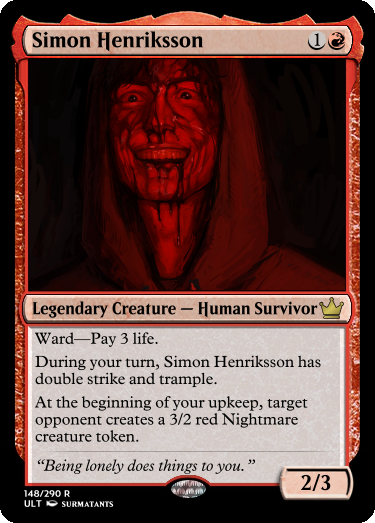 Simon Henriksson 1
Legendary Creature — Human Survivor
Ward—Pay 3 life.
During your turn, Simon Henriksson has
double strike and trample.
At the beginning of your upkeep, target
opponent creates a 3/2 red Nightmare
creature token.
“Being lonely does things to you.”
2/3
148/290 R
ULT SURMATANTS